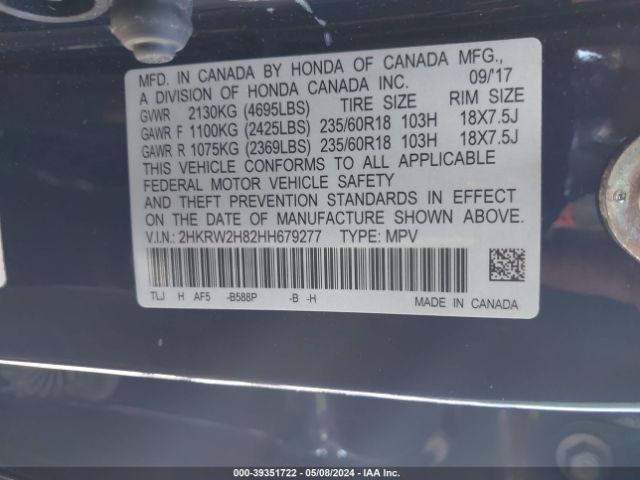 MFD. IN CANADA BY HONDA OF CANADA MFG.,
A DIVISION OF HONDA CANADA INC. 09/'17
GVWR 2130KG (4695LBS) TIRE SIZE RIM SIZE
GAWR F 1100KG (2425LBS) 235/60R18 103H 18X7.5J
GAWR R 1075KG (2369LBS) 235/60R18 103H 18X7.5J
THIS VEHICLE CONFORMS TO ALL APPLICABLE
FEDERAL MOTOR VEHICLE SAFETY
AND THEFT PREVENTION STANDARDS IN EFFECT
ON THE DATE OF MANUFACTURE SHOWN ABOVE.
V.I.N.: 2HKRW2H82HH679277 TYPE: MPV
TLJ H AF5 -B588P -B -H
MADE IN CANADA
000-39351722 - 05/08/2024 - IAA Inc.